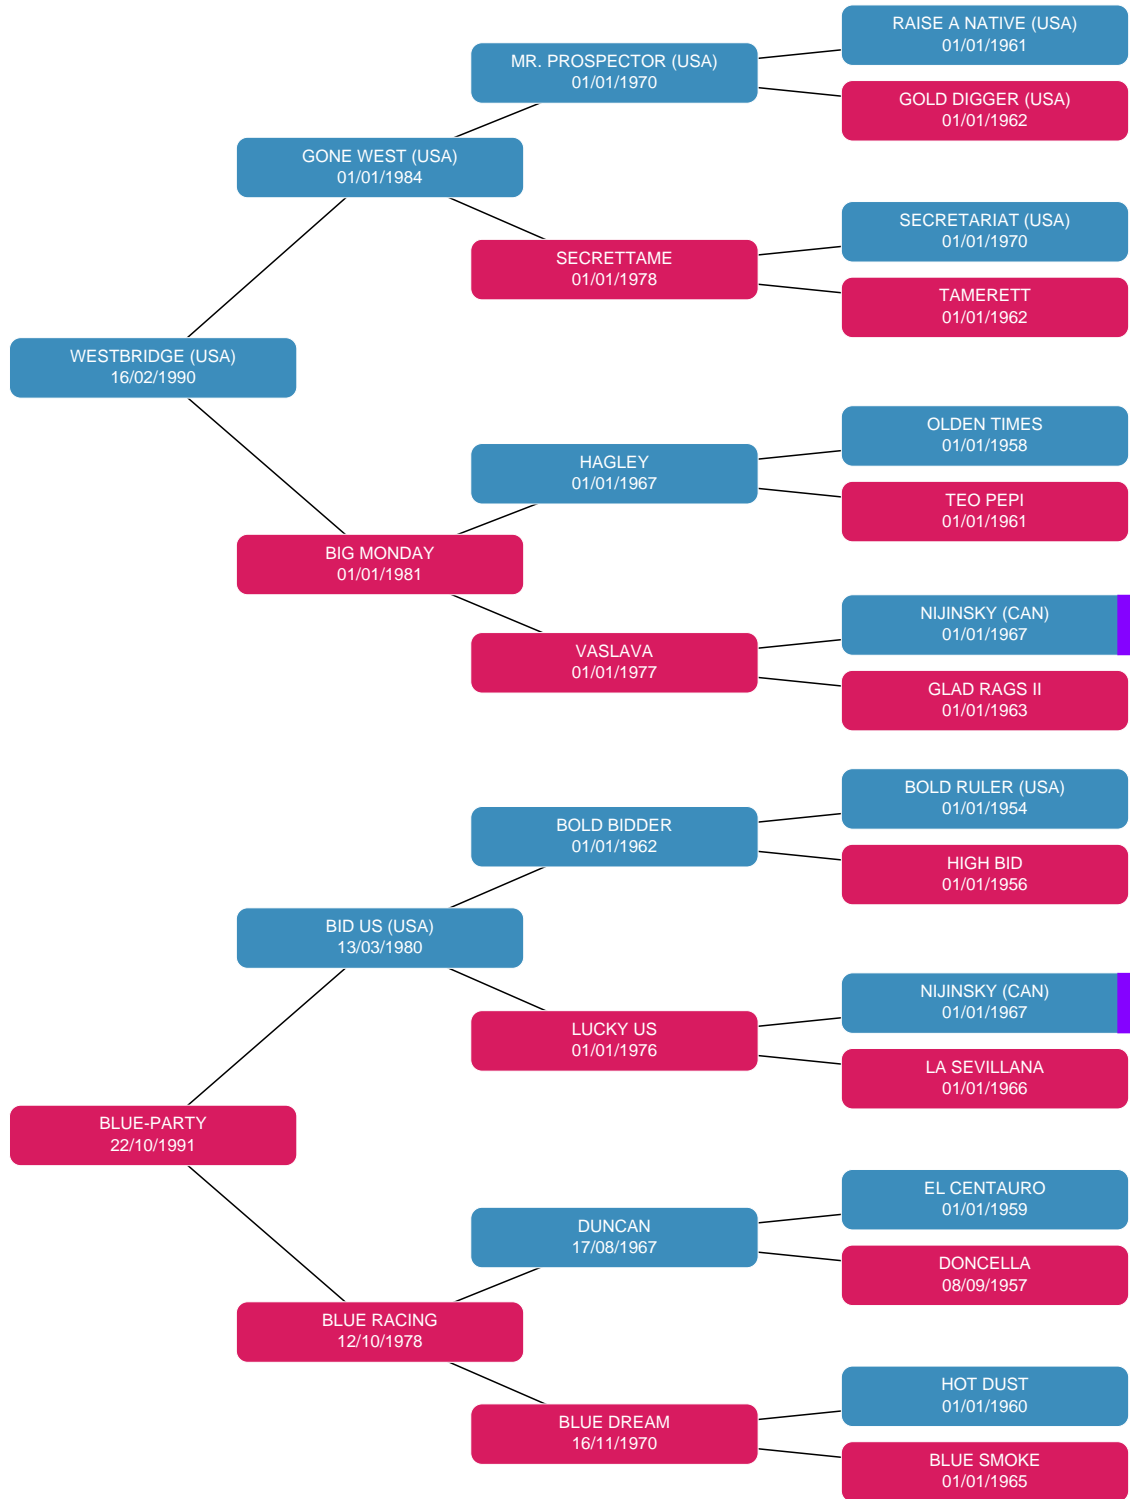 RAISE A NATIVE (USA)
01/01/1961
MR. PROSPECTOR (USA)
01/01/1970
GOLD DIGGER (USA)
01/01/1962
GONE WEST (USA)
01/01/1984
SECRETARIAT (USA)
01/01/1970
SECRETTAME
01/01/1978
TAMERETT
01/01/1962
WESTBRIDGE (USA)
16/02/1990
OLDEN TIMES
01/01/1958
HAGLEY
01/01/1967
TEO PEPI
01/01/1961
BIG MONDAY
01/01/1981
NIJINSKY (CAN)
01/01/1967
VASLAVA
01/01/1977
GLAD RAGS II
01/01/1963
BOLD RULER (USA)
01/01/1954
BOLD BIDDER
01/01/1962
HIGH BID
01/01/1956
BID US (USA)
13/03/1980
NIJINSKY (CAN)
01/01/1967
LUCKY US
01/01/1976
LA SEVILLANA
01/01/1966
BLUE-PARTY
22/10/1991
EL CENTAURO
01/01/1959
DUNCAN
17/08/1967
DONCELLA
08/09/1957
BLUE RACING
12/10/1978
HOT DUST
01/01/1960
BLUE DREAM
16/11/1970
BLUE SMOKE
01/01/1965